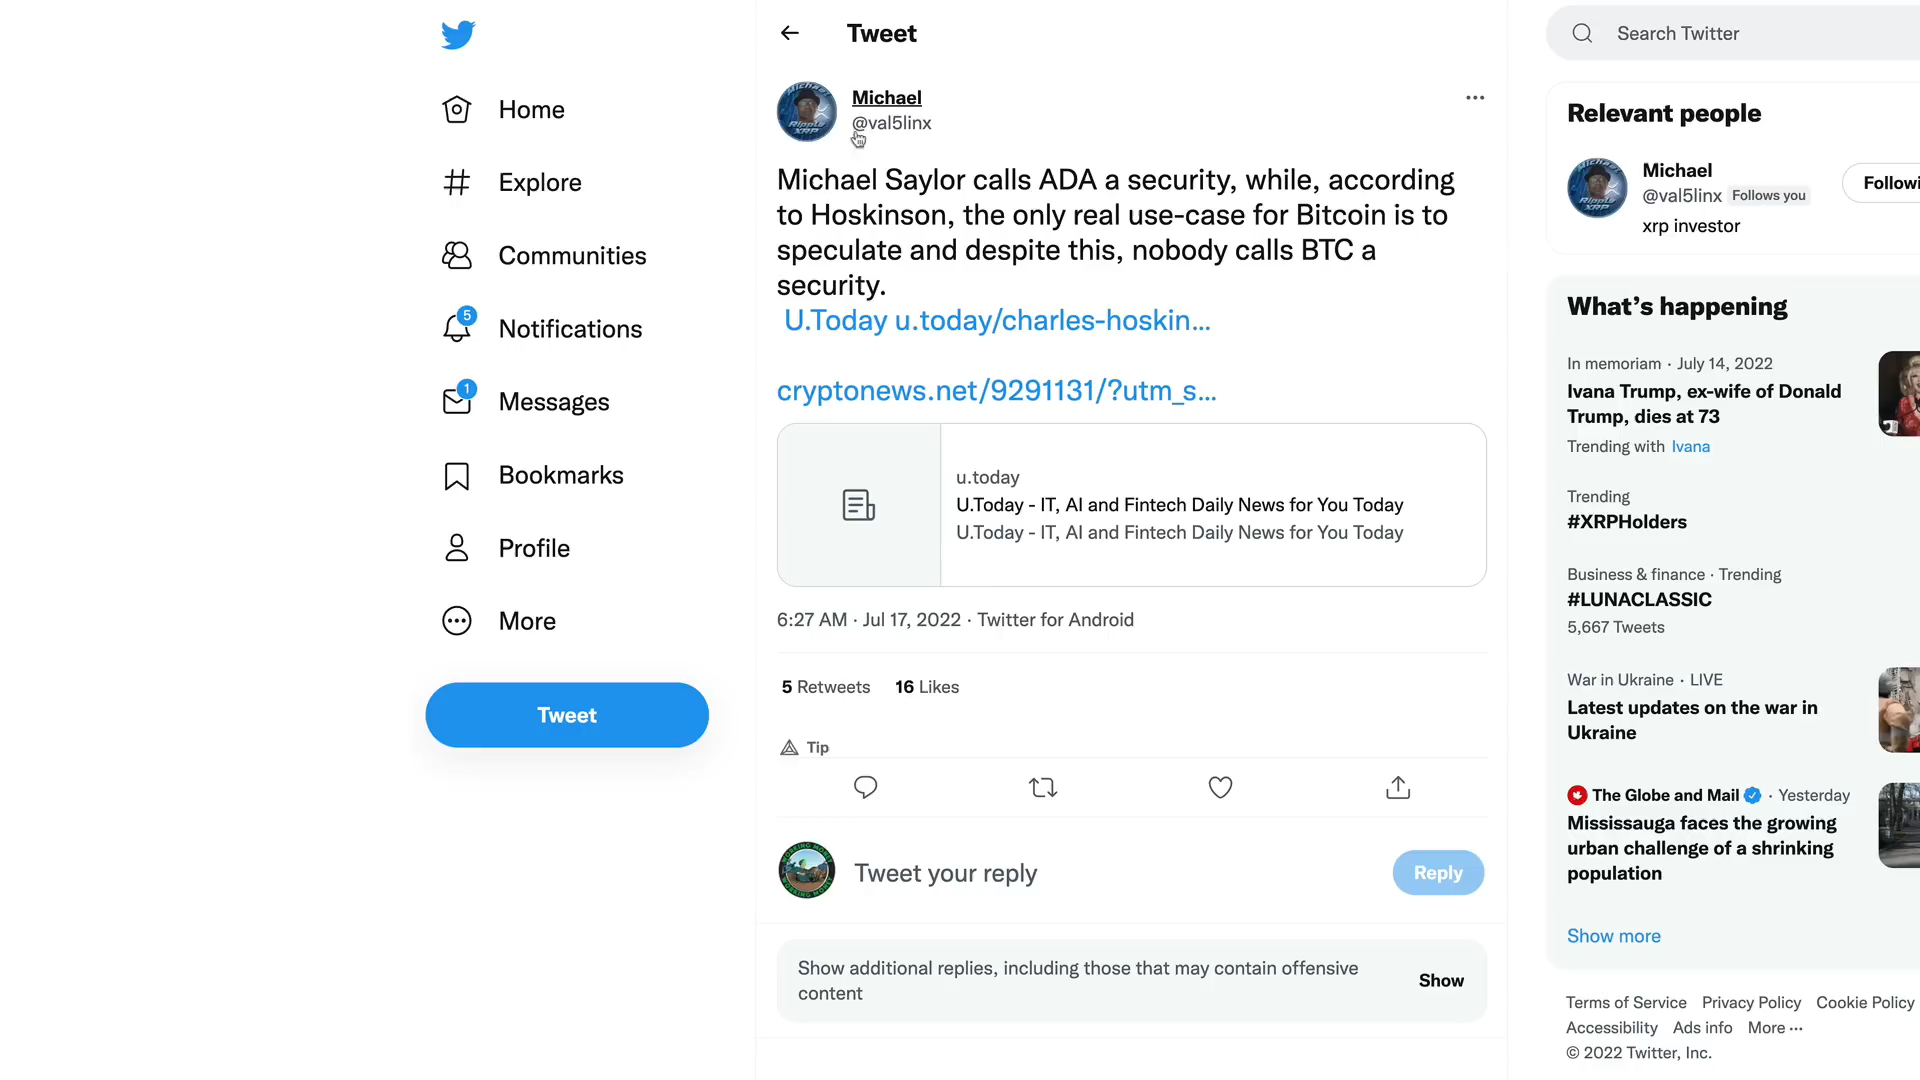 Home
Explore
Communities
5
Notifications
1
Messages
Bookmarks
Profile
More
Tweet
Tweet
Michael
@val5linx
Michael Saylor calls ADA a security, while, according
to Hoskinson, the only real use-case for Bitcoin is to
speculate and despite this, nobody calls BTC a
security.
U.Today u.today/charles-hoskin...
cryptonews.net/9291131/?utm_s...
u.today
U.Today - IT, AI and Fintech Daily News for You Today
U.Today - IT, AI and Fintech Daily News for You Today
6:27 AM · Jul 17, 2022 · Twitter for Android
5 Retweets 16 Likes
Tip
Tweet your reply
Reply
Show additional replies, including those that may contain offensive
content
Show
Search Twitter
Relevant people
Michael
@val5linx Follows you
Followi
xrp investor
What’s happening
In memoriam · July 14, 2022
Ivana Trump, ex-wife of Donald
Trump, dies at 73
Trending with Ivana
Trending
#XRPHolders
Business & finance · Trending
#LUNACLASSIC
5,667 Tweets
War in Ukraine · LIVE
Latest updates on the war in
Ukraine
The Globe and Mail · Yesterday
Mississauga faces the growing
urban challenge of a shrinking
population
Show more
Terms of Service Privacy Policy Cookie Policy
Accessibility Ads info More ···
© 2022 Twitter, Inc.